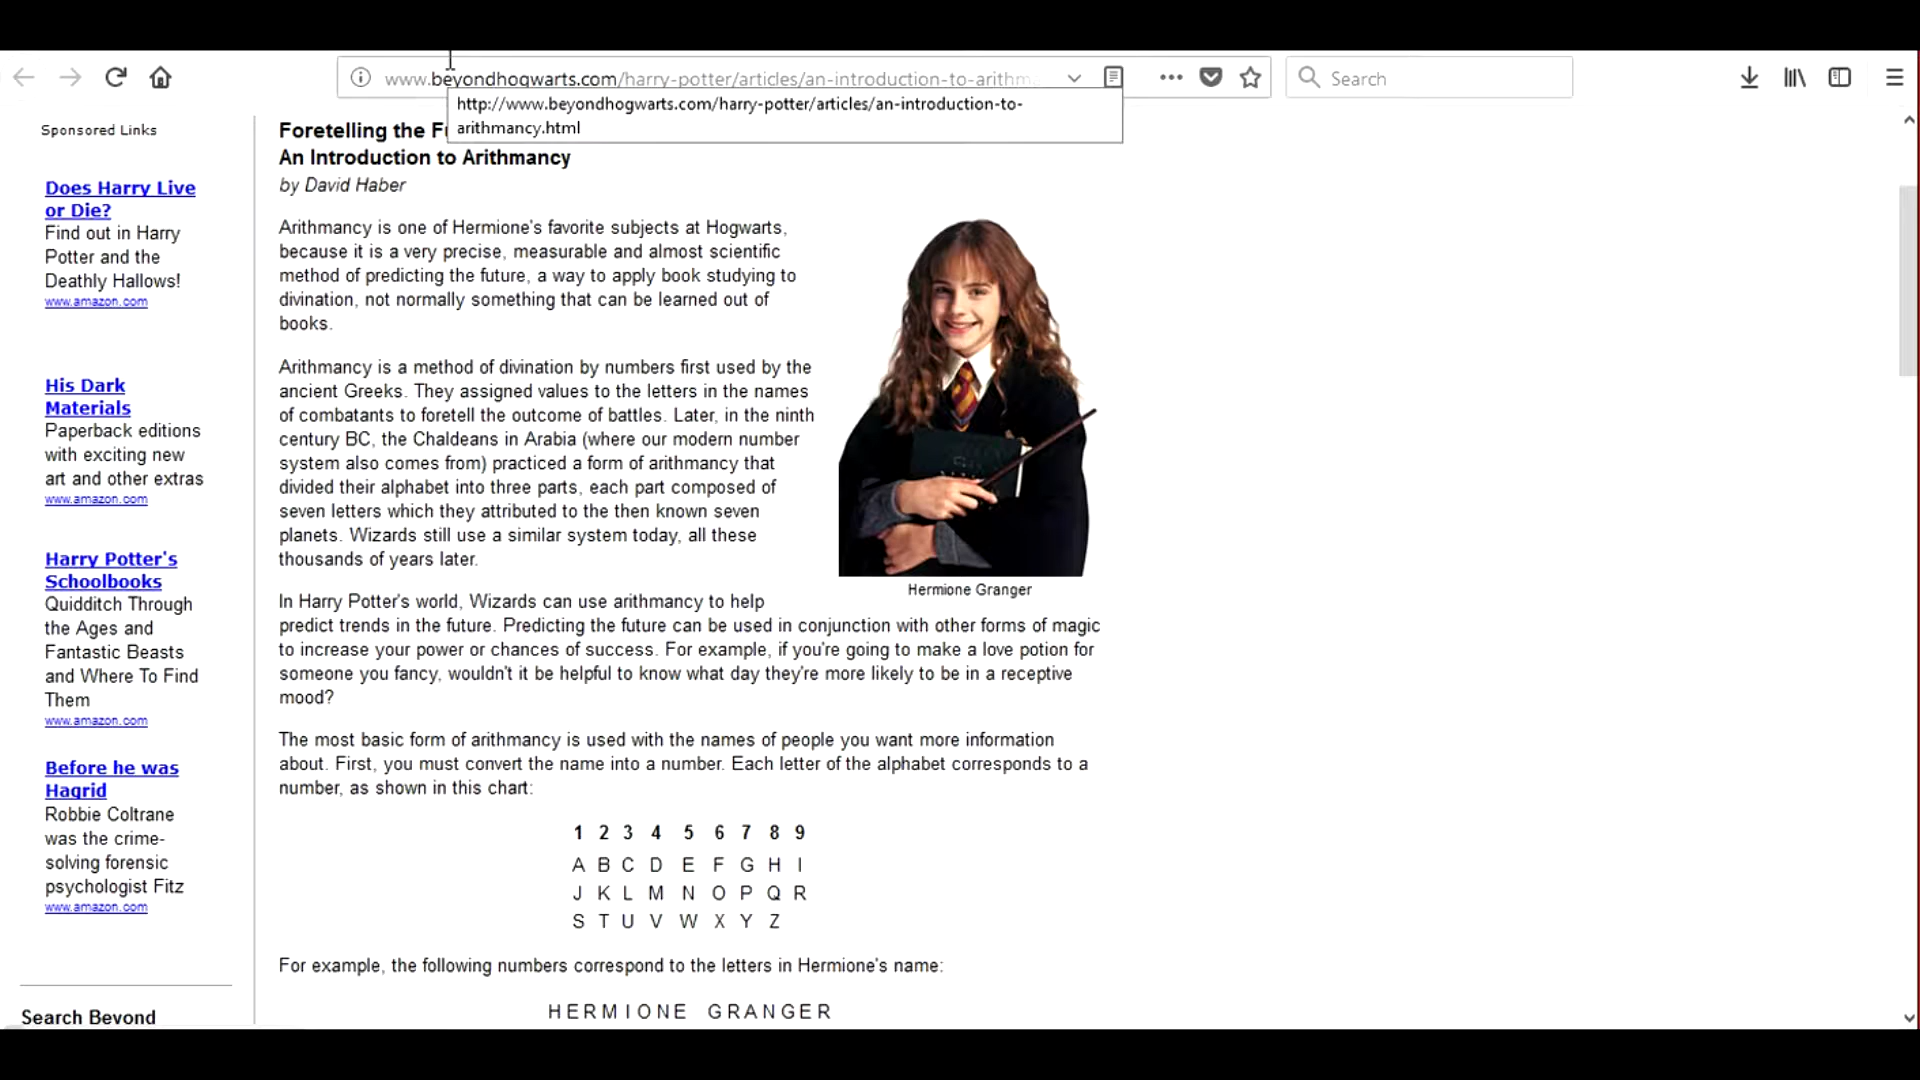 www.beyondhogwarts.com/harry-potter/articles/an-introduction-to-arithm
Search
http://www.beyondhogwarts.com/harry-potter/articles/an-introduction-to-
arithmancy.html
Sponsored Links
Does Harry Live
or Die?
Find out in Harry
Potter and the
Deathly Hallows!
www.amazon.com
His Dark
Materials
Paperback editions
with exciting new
art and other extras
www.amazon.com
Harry Potter's
Schoolbooks
Quidditch Through
the Ages and
Fantastic Beasts
and Where To Find
Them
www.amazon.com
Before he was
Hagrid
Robbie Coltrane
was the crime-
solving forensic
psychologist Fitz
www.amazon.com
Search Beyond
Foretelling the
An Introduction to Arithmancy
by David Haber
Arithmancy is one of Hermione's favorite subjects at Hogwarts,
because it is a very precise, measurable and almost scientific
method of predicting the future, a way to apply book studying to
divination, not normally something that can be learned out of
books.
Arithmancy is a method of divination by numbers first used by the
ancient Greeks. They assigned values to the letters in the names
of combatants to foretell the outcome of battles. Later, in the ninth
century BC, the Chaldeans in Arabia (where our modern number
system also comes from) practiced a form of arithmancy that
divided their alphabet into three parts, each part composed of
seven letters which they attributed to the then known seven
planets. Wizards still use a similar system today, all these
thousands of years later.
Hermione Granger
In Harry Potter's world, Wizards can use arithmancy to help
predict trends in the future. Predicting the future can be used in conjunction with other forms of magic
to increase your power or chances of success. For example, if you're going to make a love potion for
someone you fancy, wouldn't it be helpful to know what day they're more likely to be in a receptive
mood?
The most basic form of arithmancy is used with the names of people you want more information
about. First, you must convert the name into a number. Each letter of the alphabet corresponds to a
number, as shown in this chart:
1 2 3 4 5 6 7 8 9
A B C D E F G H I
J K L M N O P Q R
S T U V W X Y Z
For example, the following numbers correspond to the letters in Hermione's name:
H E R M I O N E G R A N G E R